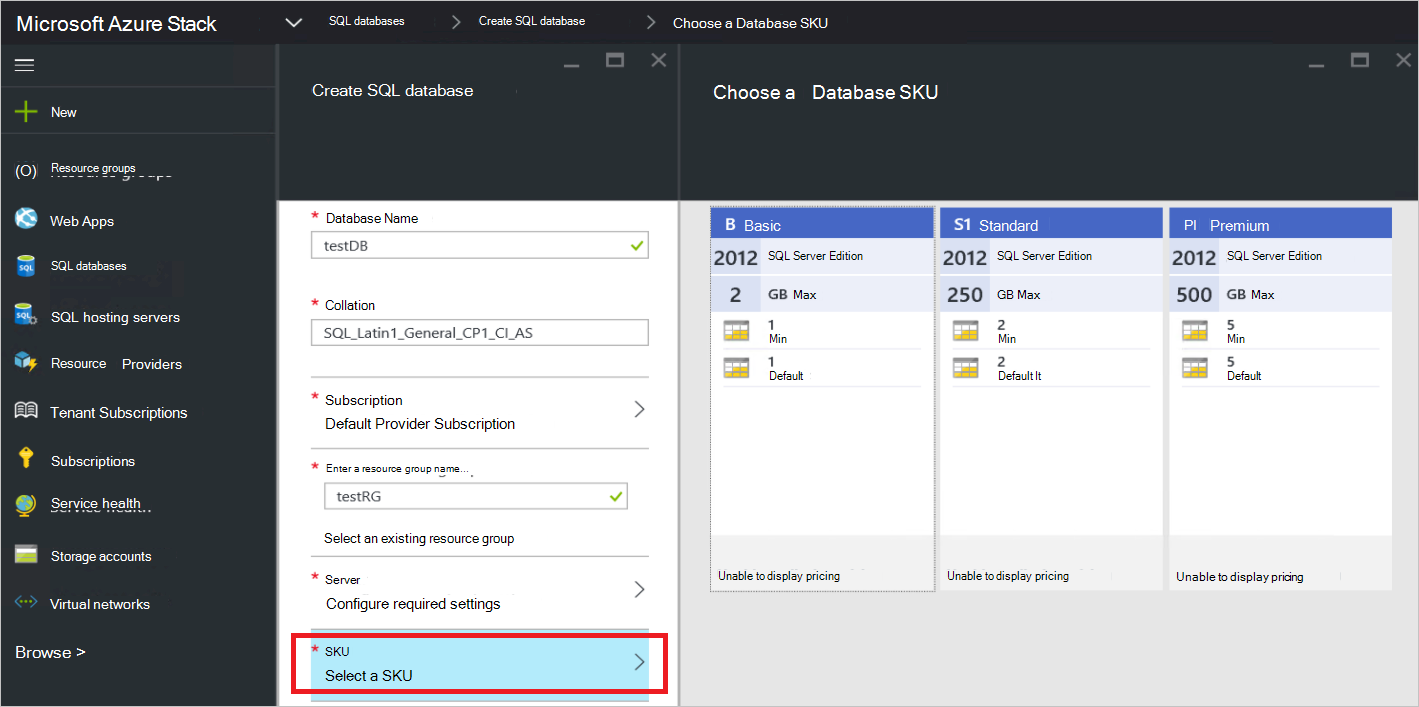 Microsoft Azure Stack
SQL databases
Create SQL database
Choose a Database SKU
New
(O) Resource groups
Web Apps
SQL databases
SQL hosting servers
Resource Providers
Tenant Subscriptions
Subscriptions
Service health
Storage accounts
Virtual networks
Browse >
Create SQL database
* Database Name
testDB
* Collation
SQL_Latin1_General_CP1_CI_AS
* Subscription
Default Provider Subscription
* Enter a resource group name...
testRG
Select an existing resource group
* Server
Configure required settings
* SKU
Select a SKU
Choose a Database SKU
B Basic
2012 SQL Server Edition
2 GB Max
1
Min
1
Default
Unable to display pricing
S1 Standard
2012 SQL Server Edition
250 GB Max
2
Min
2
Default It
Unable to display pricing
PI Premium
2012 SQL Server Edition
500 GB Max
5
Min
5
Default
Unable to display pricing